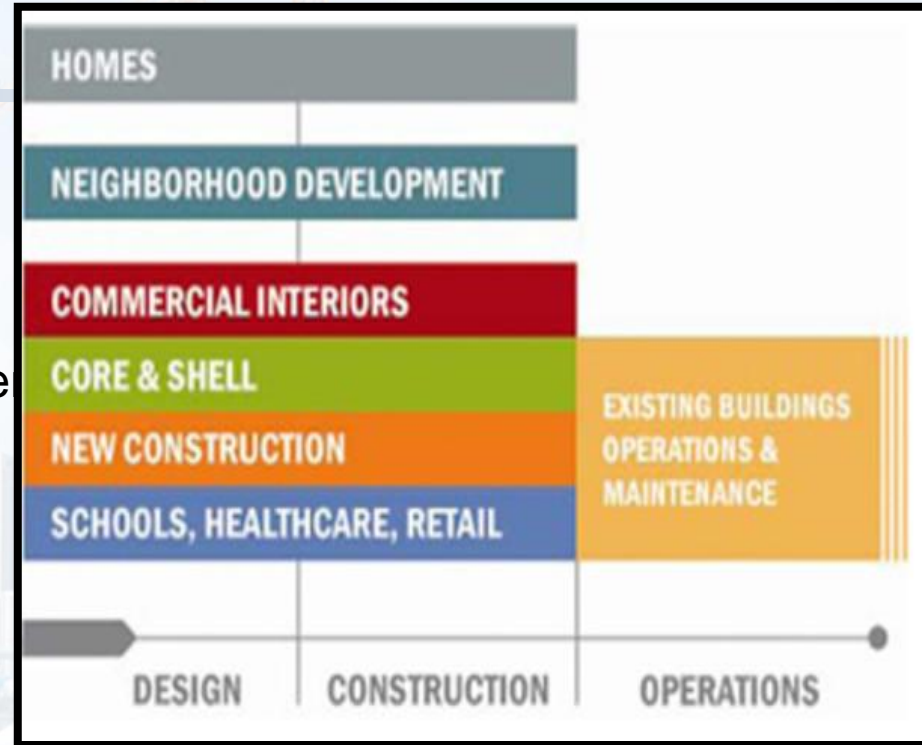 HOMES
NEIGHBORHOOD DEVELOPMENT
COMMERCIAL INTERIORS
CORE & SHELL
NEW CONSTRUCTION
SCHOOLS, HEALTHCARE, RETAIL
EXISTING BUILDINGS
OPERATIONS &
MAINTENANCE
DESIGN
CONSTRUCTION
OPERATIONS